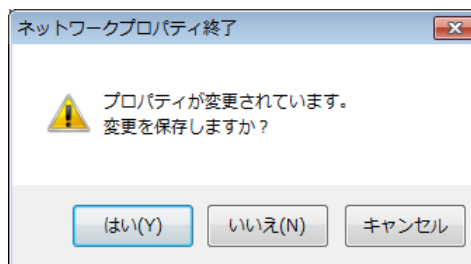 ネットワークプロパティ終了
プロパティが変更されています。
変更を保存しますか？
はい(Y) いいえ(N) キャンセル